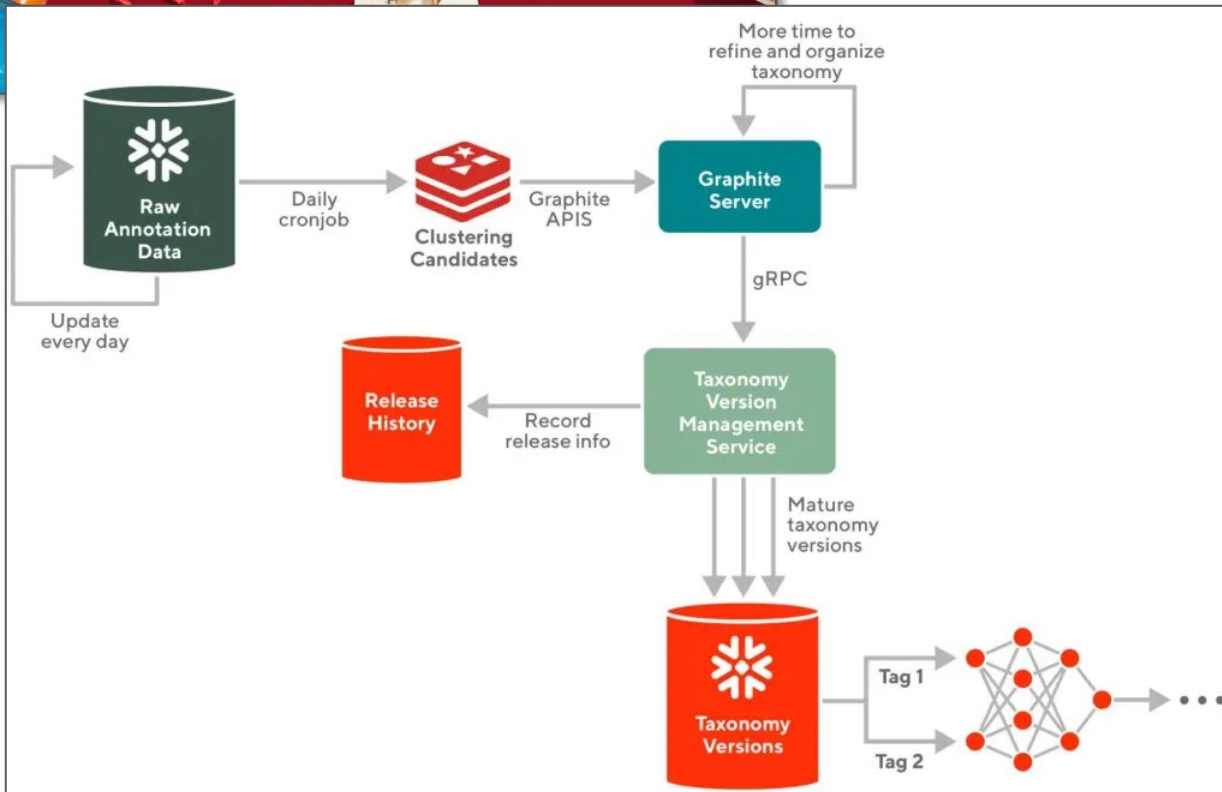 More time to
refine and organize
taxonomy
Raw
Annotation
Data
Daily
cronjob
Clustering
Candidates
Graphite
APIS
Graphite
Server
Update
every day
gRPC
Release
History
Record
release info
Taxonomy
Version
Management
Service
Mature
taxonomy
versions
Taxonomy
Versions
Tag 1
Tag 2